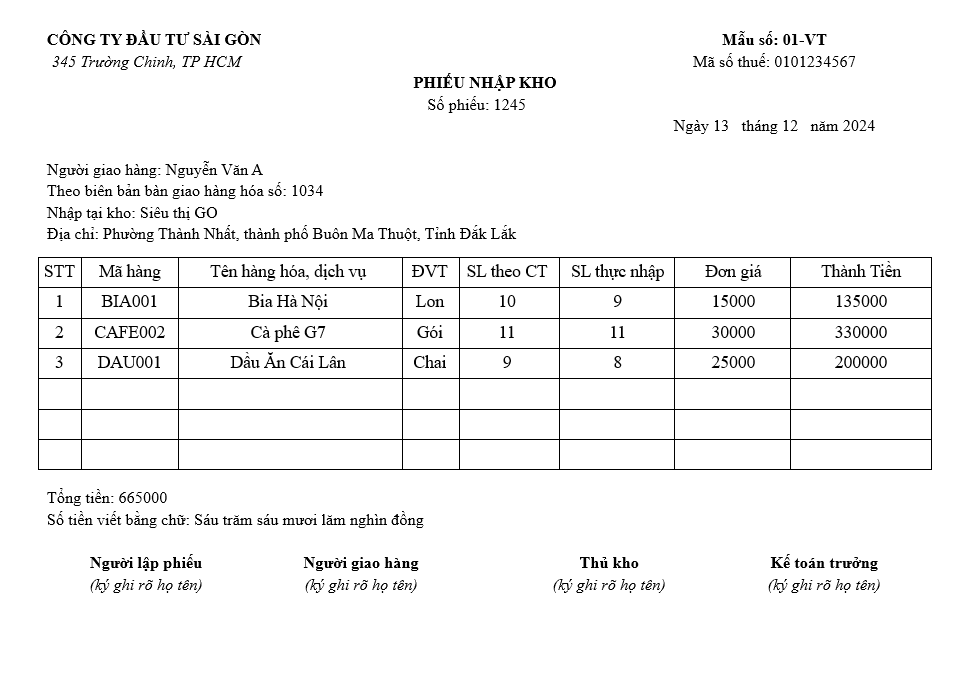 CÔNG TY ĐẦU TƯ SÀI GÒN Mẫu số: 01-VT
345 Trường Chinh, TP HCM Mã số thuế: 0101234567
PHIẾU NHẬP KHO
Số phiếu: 1245
Ngày 13 tháng 12 năm 2024
Người giao hàng: Nguyễn Văn A
Theo biên bản bàn giao hàng hóa số: 1034
Nhập tại kho: Siêu thị GO
Địa chỉ: Phường Thành Nhất, thành phố Buôn Ma Thuột, Tỉnh Đắk Lắk
STT Mã hàng Tên hàng hóa, dịch vụ ĐVT SL theo CT SL thực nhập Đơn giá Thành Tiền
1 BIA001 Bia Hà Nội Lon 10 9 15000 135000
2 CAFE002 Cà phê G7 Gói 11 11 30000 330000
3 DAU001 Dầu Ăn Cái Lân Chai 9 8 25000 200000
Tổng tiền: 665000
Số tiền viết bằng chữ: Sáu trăm sáu mươi lăm nghìn đồng
Người lập phiếu Người giao hàng Thủ kho Kế toán trưởng
(ký ghi rõ họ tên) (ký ghi rõ họ tên) (ký ghi rõ họ tên) (ký ghi rõ họ tên)